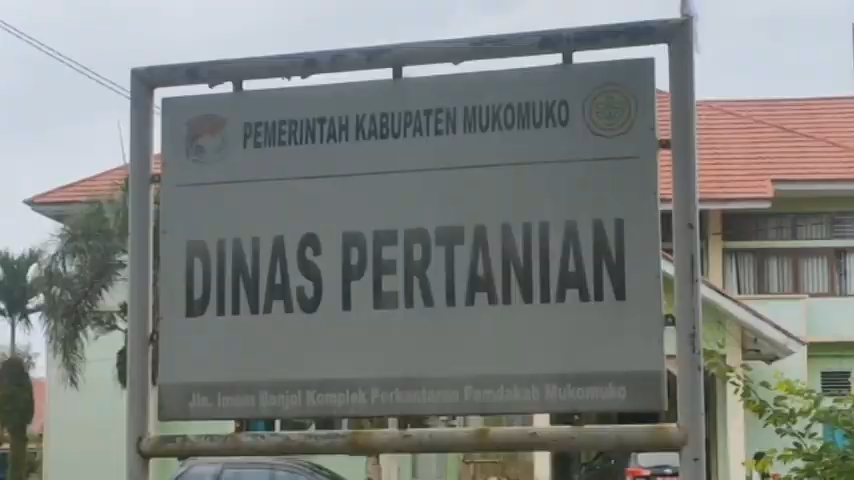 PEMERINTAH KABUPATEN MUKOMUKO
DINAS PERTANIAN
Jln. Imam Bonjol Komplek Perkantoran Pemdakab Mukomuko